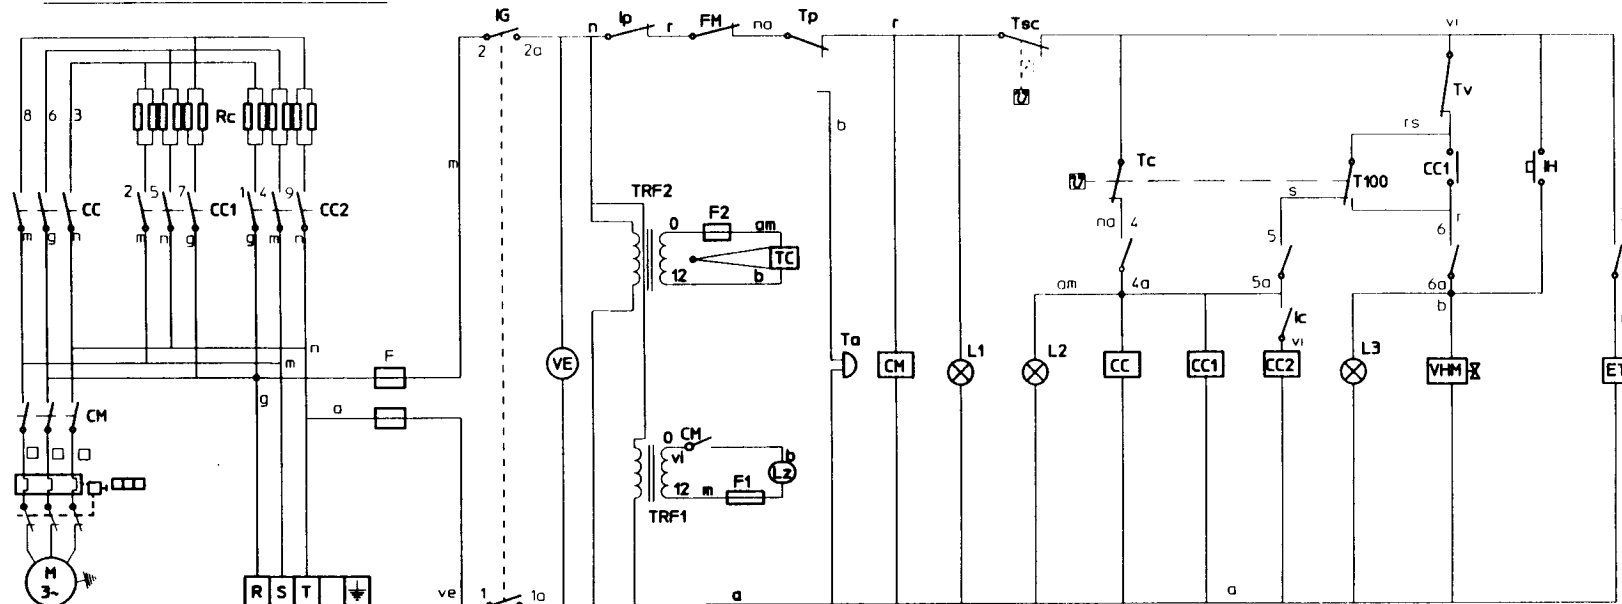 IG
n
Ip
r
FM
na
Tp
r
Tsc
vi
2
2a
8
6
3
Rc
Tv
b
rs
m
Tc
CC1
IH
T100
TRF2
s
2
5
7
1
4
9
CC
CC1
CC2
0
F2
am
na
4
r
6
m
g
n
m
n
g
g
m
n
TC
5
12
b
am
4a
5a
6a
b
Ic
vi
n
Ta
m
F
VE
CM
L1
L2
CC
CC1
CC2
L3
VHM
ET
g
a
CM
0
CM
vi
b
Lz
12
m
F1
TRF1
M
3~
R
S
T
ve
1
1a
a
a